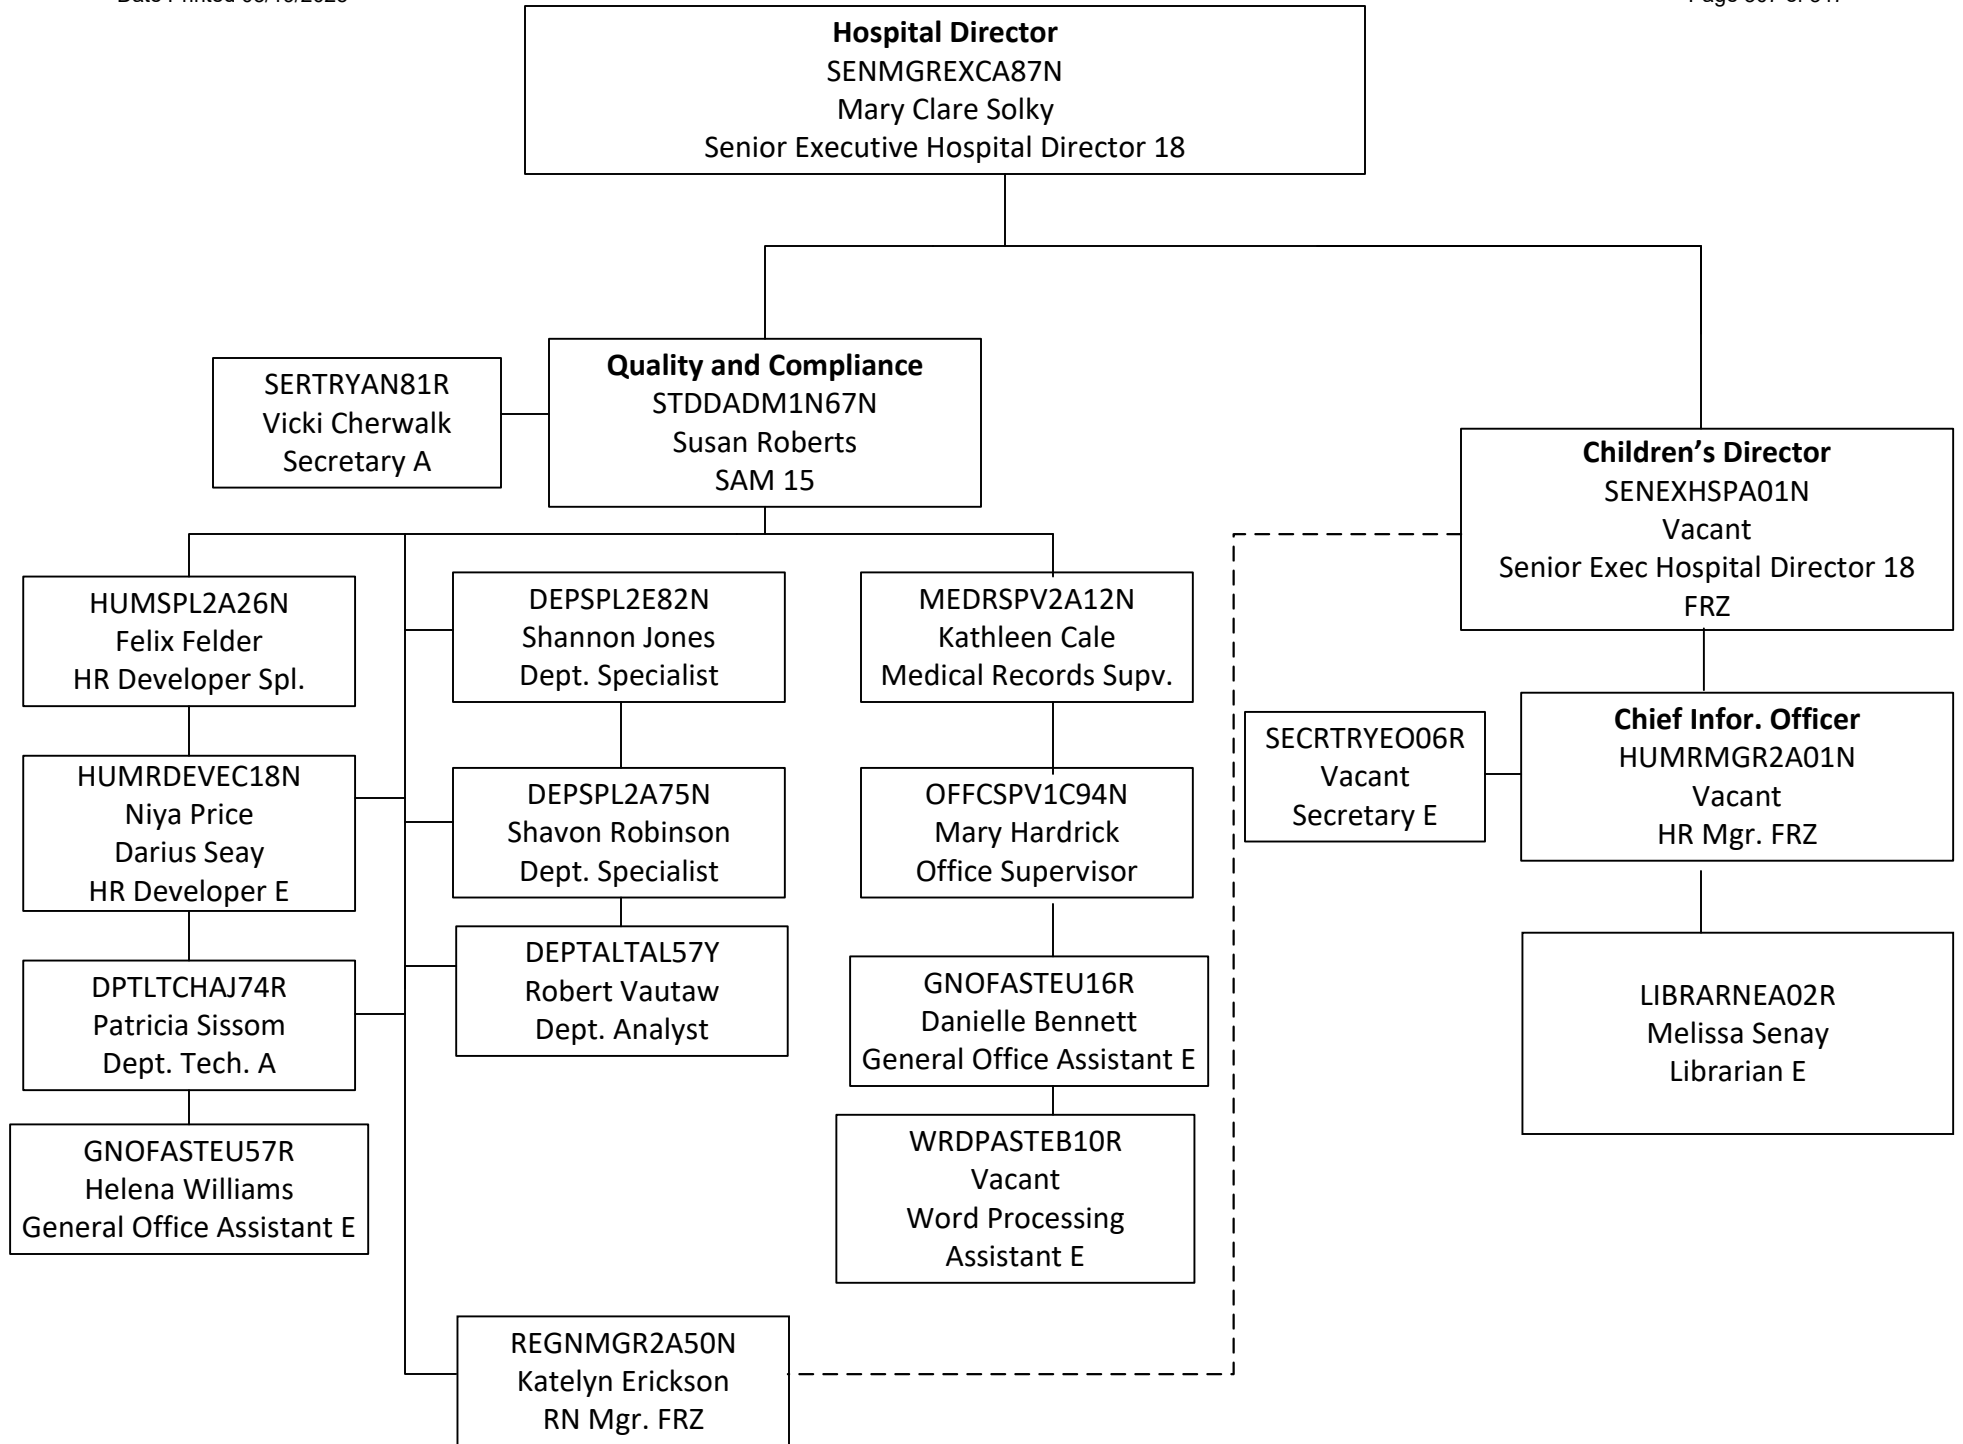 Hospital Director
SENMGREXCA87N
Mary Clare Solky
Senior Executive Hospital Director 18
SERTRYAN81R
Vicki Cherwalk
Secretary A
Quality and Compliance
STDDADM1N67N
Susan Roberts
SAM 15
Children’s Director
SENEXHSPA01N
Vacant
Senior Exec Hospital Director 18
FRZ
HUMSPL2A26N
Felix Felder
HR Developer Spl.
DEPSPL2E82N
Shannon Jones
Dept. Specialist
MEDRSPV2A12N
Kathleen Cale
Medical Records Supv.
SECRTRYEO06R
Vacant
Secretary E
Chief Infor. Officer
HUMRMGR2A01N
Vacant
HR Mgr. FRZ
HUMRDEVEC18N
Niya Price
Darius Seay
HR Developer E
DEPSPL2A75N
Shavon Robinson
Dept. Specialist
OFFCSPV1C94N
Mary Hardrick
Office Supervisor
DPTLTCHAJ74R
Patricia Sissom
Dept. Tech. A
DEPTALTAL57Y
Robert Vautaw
Dept. Analyst
GNOFASTEU16R
Danielle Bennett
General Office Assistant E
LIBRARNEA02R
Melissa Senay
Librarian E
GNOFASTEU57R
Helena Williams
General Office Assistant E
WRDPASTEB10R
Vacant
Word Processing
Assistant E
REGNMGR2A50N
Katelyn Erickson
RN Mgr. FRZ